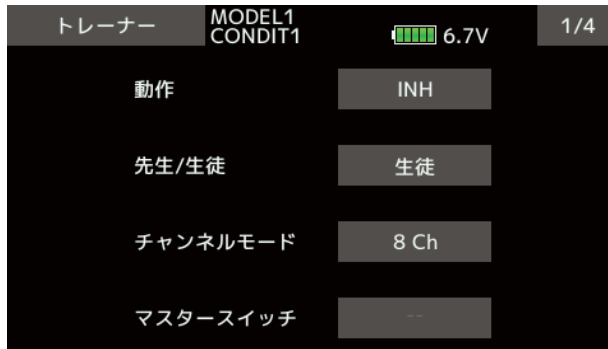 トレーナー MODEL1 CONDIT1 6.7V 1/4
動作 INH
先生/生徒 生徒
チャンネルモード 8 Ch
マスタースイッチ --